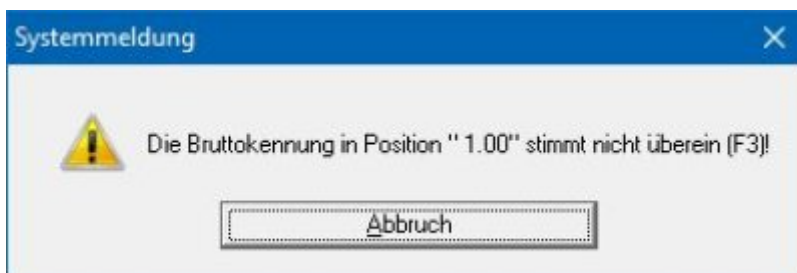 Systemmeldung
Die Bruttokennung in Position " 1.00" stimmt nicht überein (F3)!
Abbruch